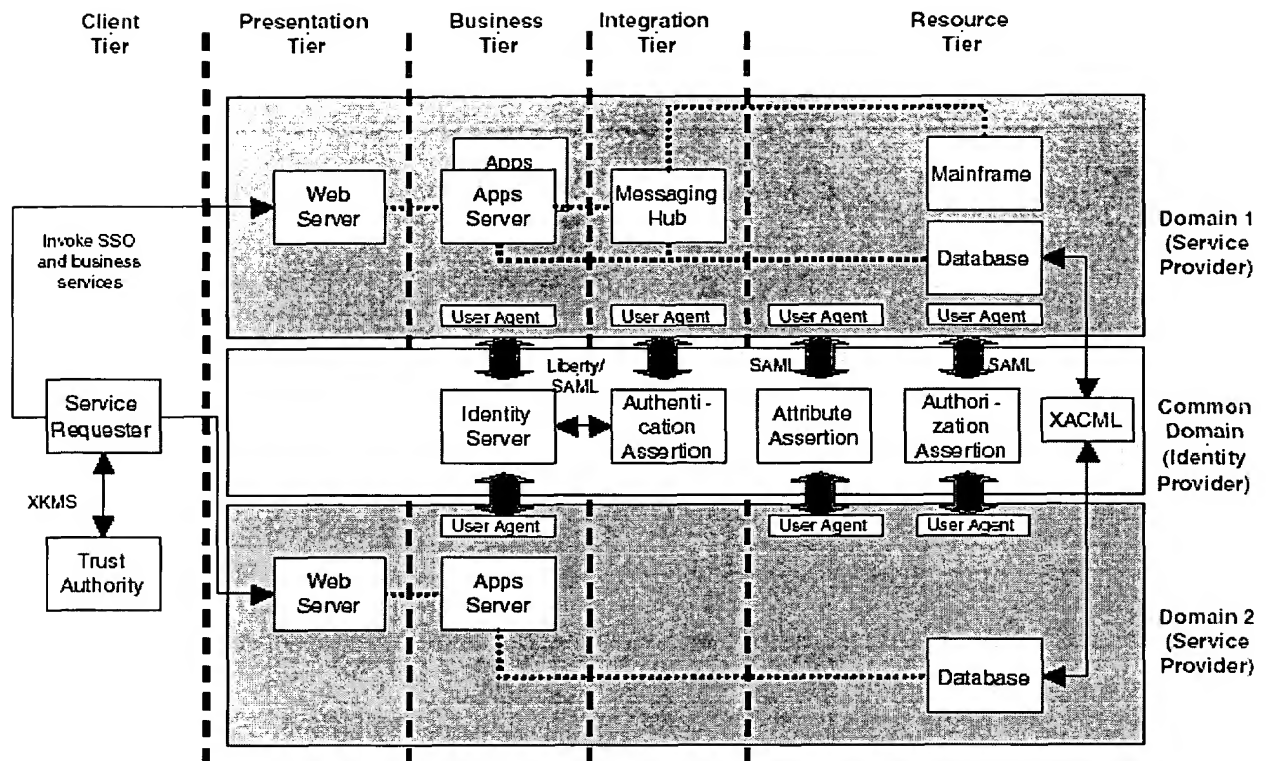 Client
Tier
Presentation
Tier
Business
Tier
Integration
Tier
Resource
Tier
Apps
Mainframe
Web
Server
Apps
Server
Messaging
Hub
Domain 1
(Service
Provider)
Invoke SSO
and business
services
Database
User Agent
User Agent
User Agent
User Agent
Liberty/
SAML
SAML
SAML
Service
Requester
Identity
Server
Authenti-
cation
Assertion
Attribute
Assertion
Authori-
zation
Assertion
XACML
Common
Domain
(Identity
Provider)
XKMS
User Agent
User Agent
User Agent
Trust
Authority
Web
Server
Apps
Server
Domain 2
(Service
Provider)
Database